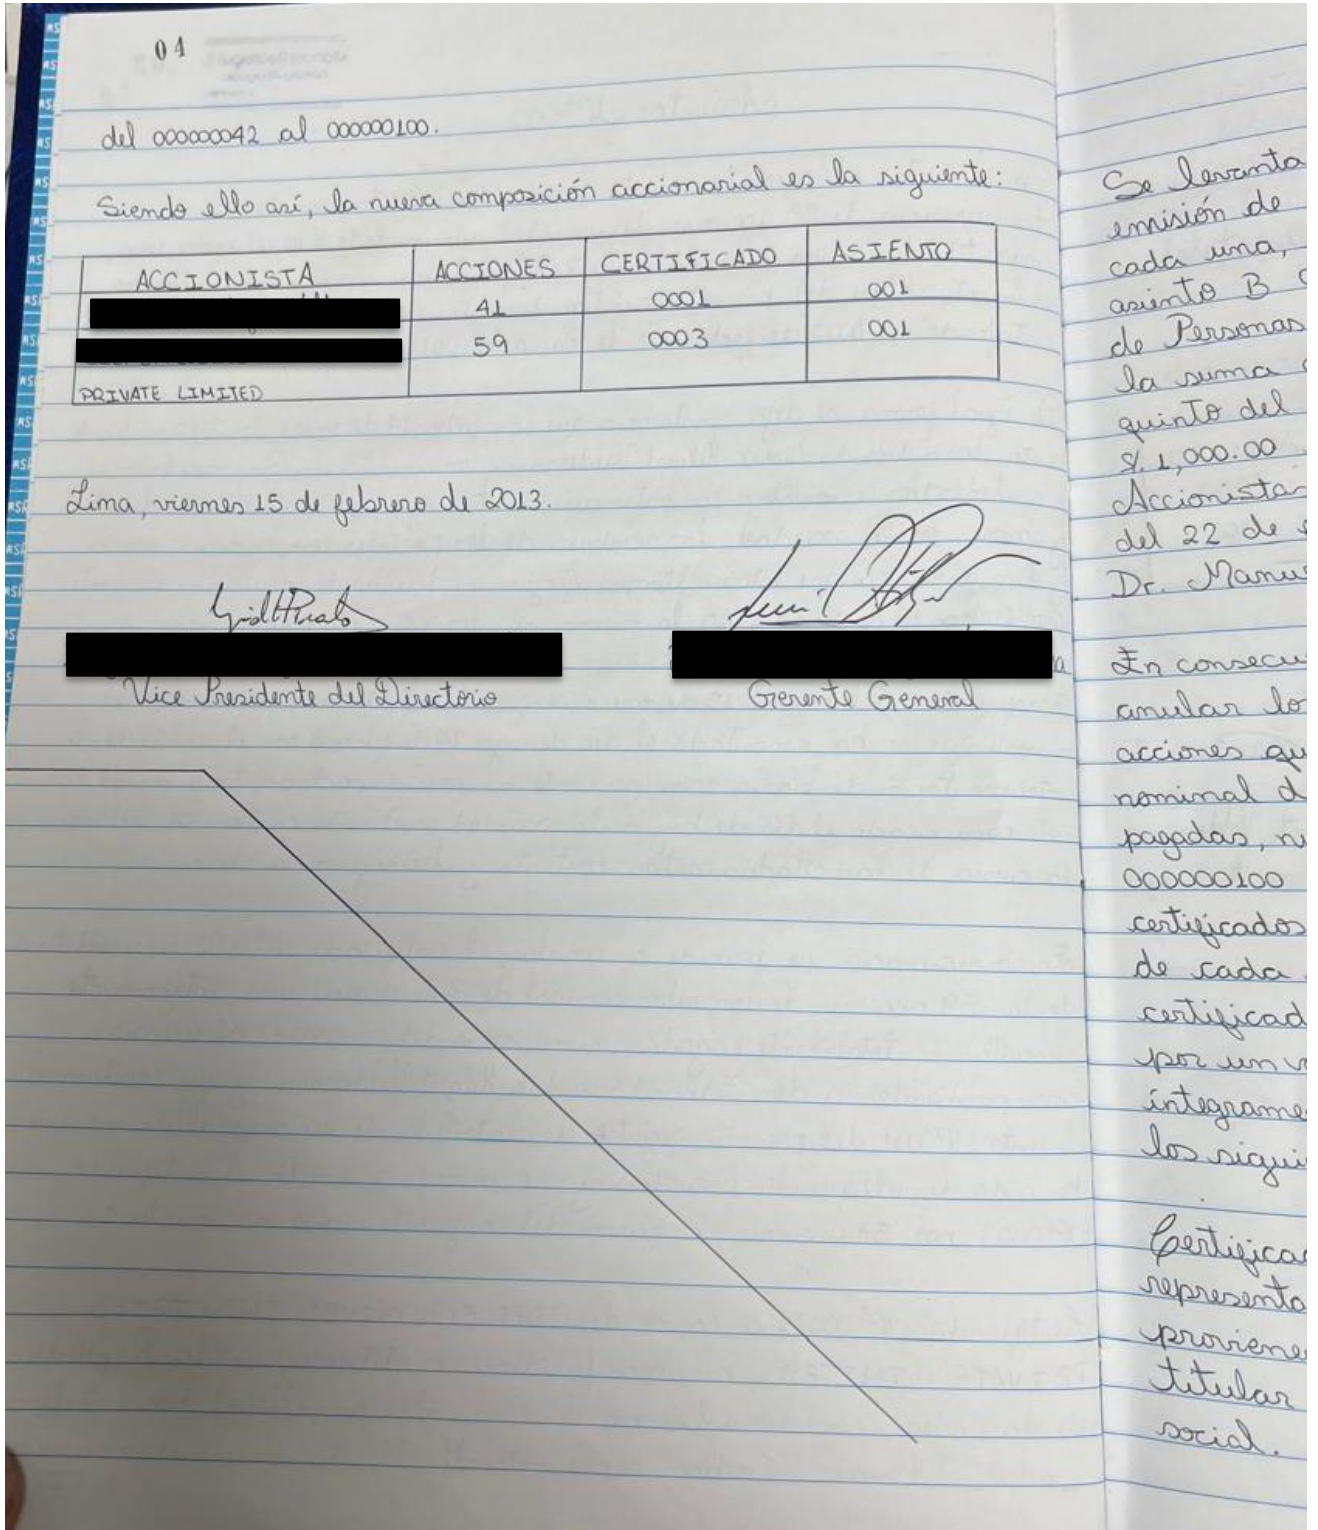 04
del 000000042 al 000000100.
Siendo ello así, la nueva composición accionarial es la siguiente:
ACCIONISTA ACCIONES CERTIFICADO ASIENTO
41 0001 001
59 0003 001
PRIVATE LIMITED
Lima, viernes 15 de febrero de 2013.
Vice Presidente del Directorio Gerente General
Se levanta
emisión de
cada una,
asiento B
de Personas
la suma
quinto del
S/. 1,000.00
Accionista
del 22 de
Dr. Manu
En consecu
anular lo
acciones qu
nominal d
pagadas, nu
000000100
certificados
de cada
certificad
por un v
íntegrame
los sigui
Certifica
representa
proviene
titular
social.